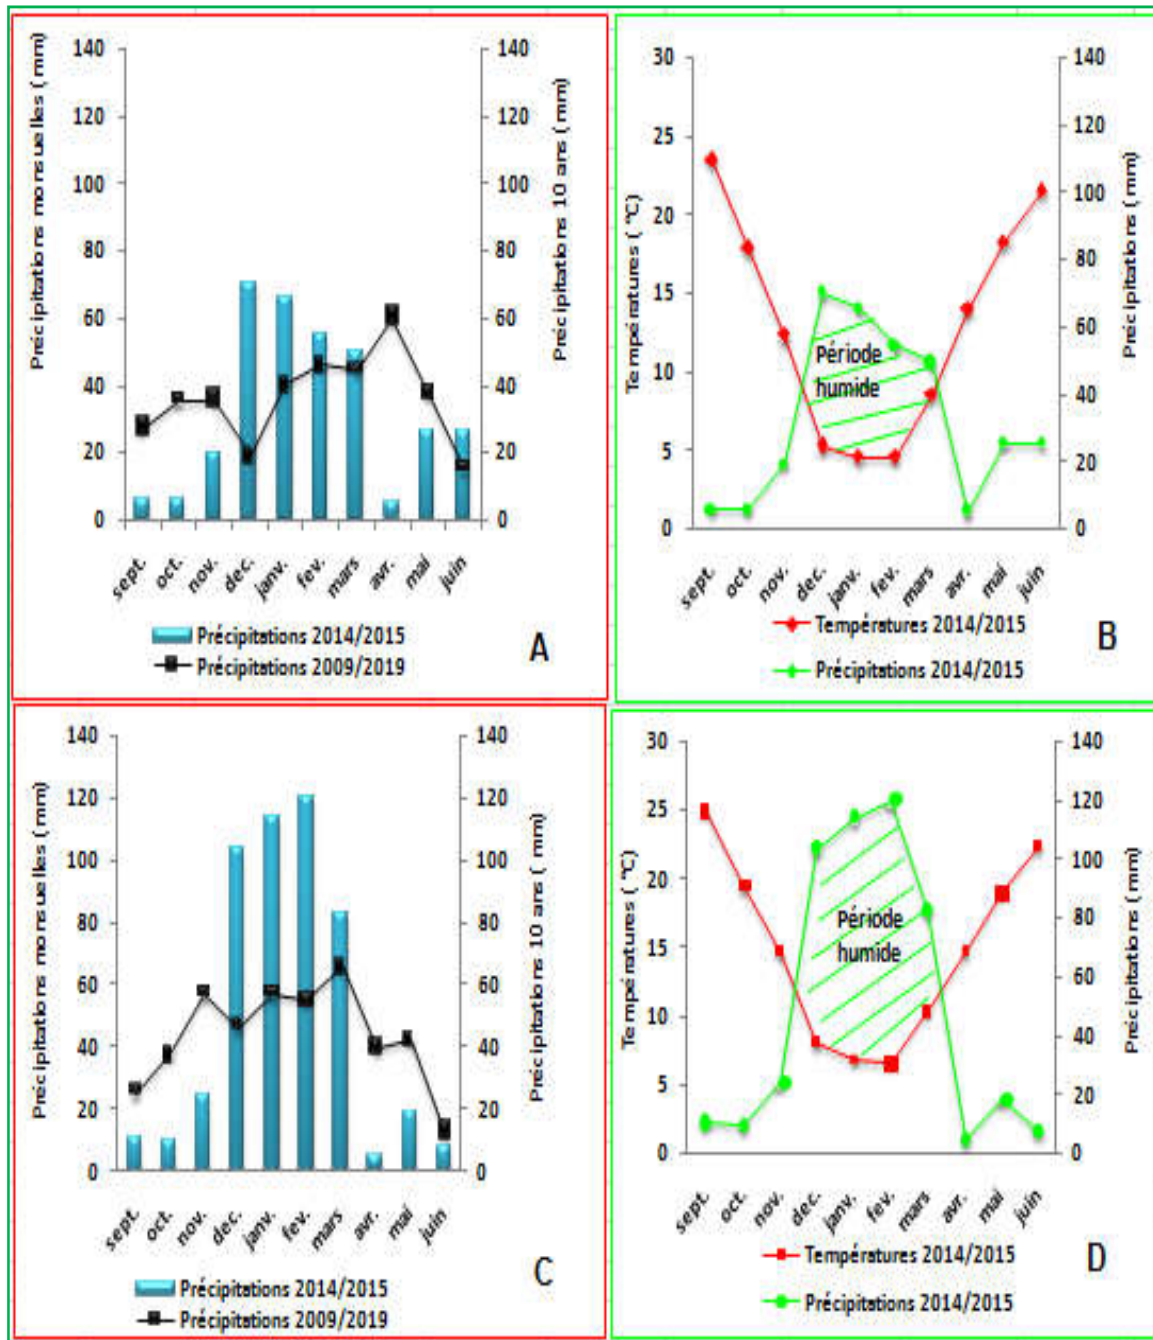 Précipitations monsuelles ( mm)
140
120
100
80
60
40
20
0
140
120
100
80
60
40
20
0
Précipitations 10 ans ( mm)
sept.
oct.
nov.
dec.
janv.
fev.
mars
avr.
mai
juin
Précipitations 2014/2015
Précipitations 2009/2019
A
Températures ( °C)
30
25
20
15
10
5
0
140
120
100
80
60
40
20
0
Précipitations ( mm)
Période
humide
sept.
oct.
nov.
dec.
janv.
fev.
mars
avr.
mai
juin
Températures 2014/2015
Précipitations 2014/2015
B
Précipitations monsuelles ( mm)
140
120
100
80
60
40
20
0
140
120
100
80
60
40
20
0
Précipitations 10 ans ( mm)
sept.
oct.
nov.
dec.
janv.
fev.
mars
avr.
mai
juin
Précipitations 2014/2015
Précipitations 2009/2019
C
Températures ( °C)
30
25
20
15
10
5
0
140
120
100
80
60
40
20
0
Précipitations ( mm)
Période
humide
sept.
oct.
nov.
dec.
janv.
fev.
mars
avr.
mai
juin
Températures 2014/2015
Précipitations 2014/2015
D